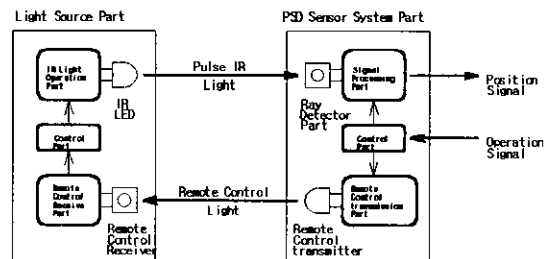 Light Source Part
PSD Sensor System Part
IR Light
Operation
Part
IR
LED
Pulse IR
Light
Ray
Detector
Part
Signal
Processing
Part
Position
Signal
Control
Part
Control
Part
Operation
Signal
Remote
Control
Receive
Part
Remote
Control
Receiver
Remote Control
Light
Remote
Control
transmitter
Remote
Control
transmission
Part